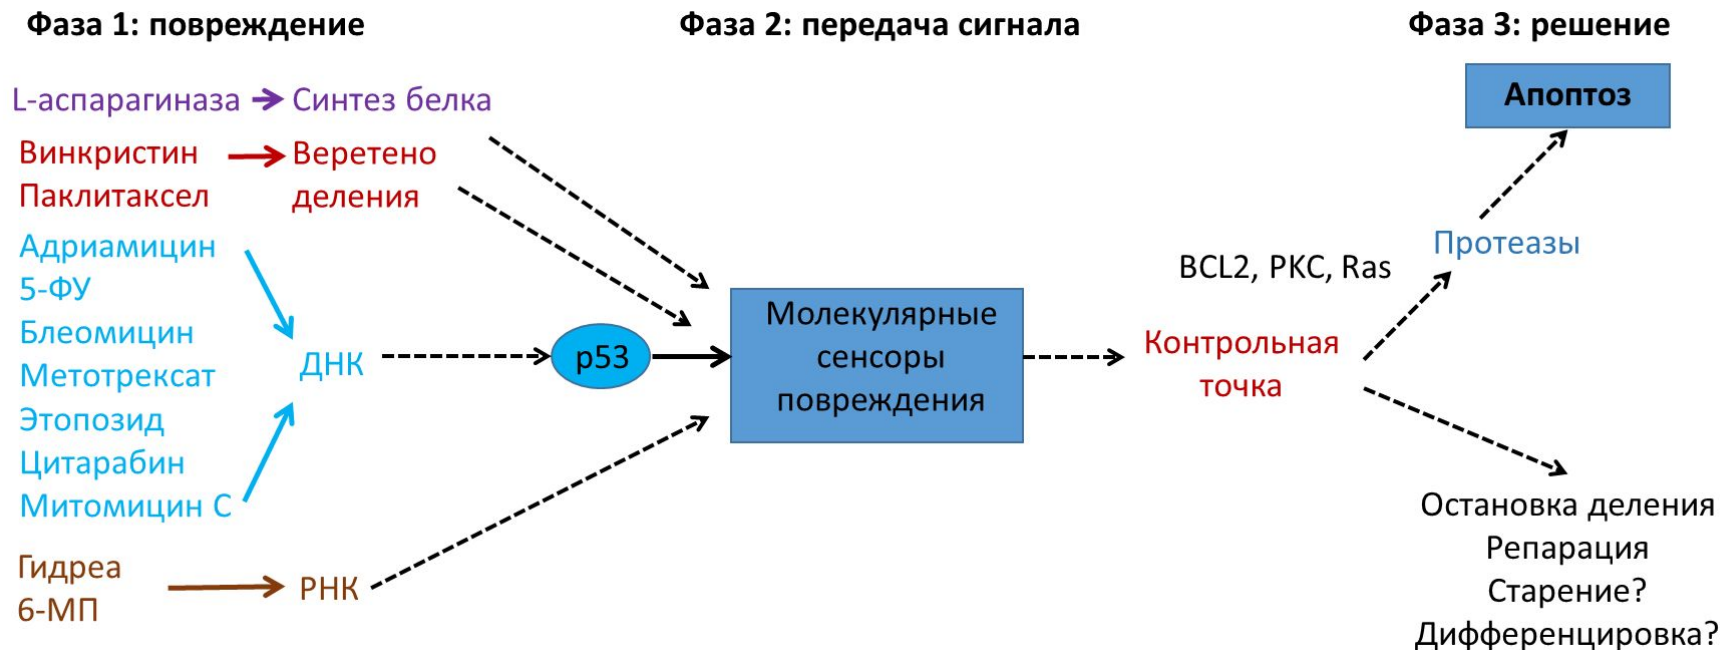 Фаза 1: повреждение
Фаза 2: передача сигнала
Фаза 3: решение
L-аспарагиназа
Синтез белка
Винкристин
Паклитаксел
Веретено
деления
Адриамицин
5-ФУ
Блеомицин
Метотрексат
Этопозид
Цитарабин
Митомицин С
ДНК
Гидреа
6-МП
РНК
p53
Молекулярные
сенсоры
повреждения
Контрольная
точка
BCL2, PKC, Ras
Протеазы
Апоптоз
Остановка деления
Репарация
Старение?
Дифференцировка?